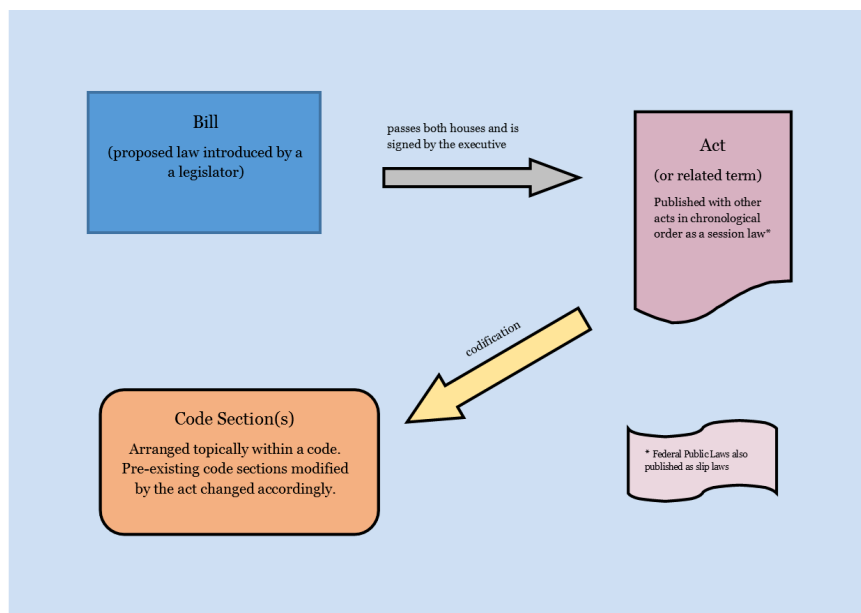 Bill
(proposed law introduced by a
a legislator)
passes both houses and is
signed by the executive
Act
(or related term)
Published with other
acts in chronological
order as a session law*
codification
Code Section(s)
Arranged topically within a code.
Pre-existing code sections modified
by the act changed accordingly.
* Federal Public Laws also
published as slip laws